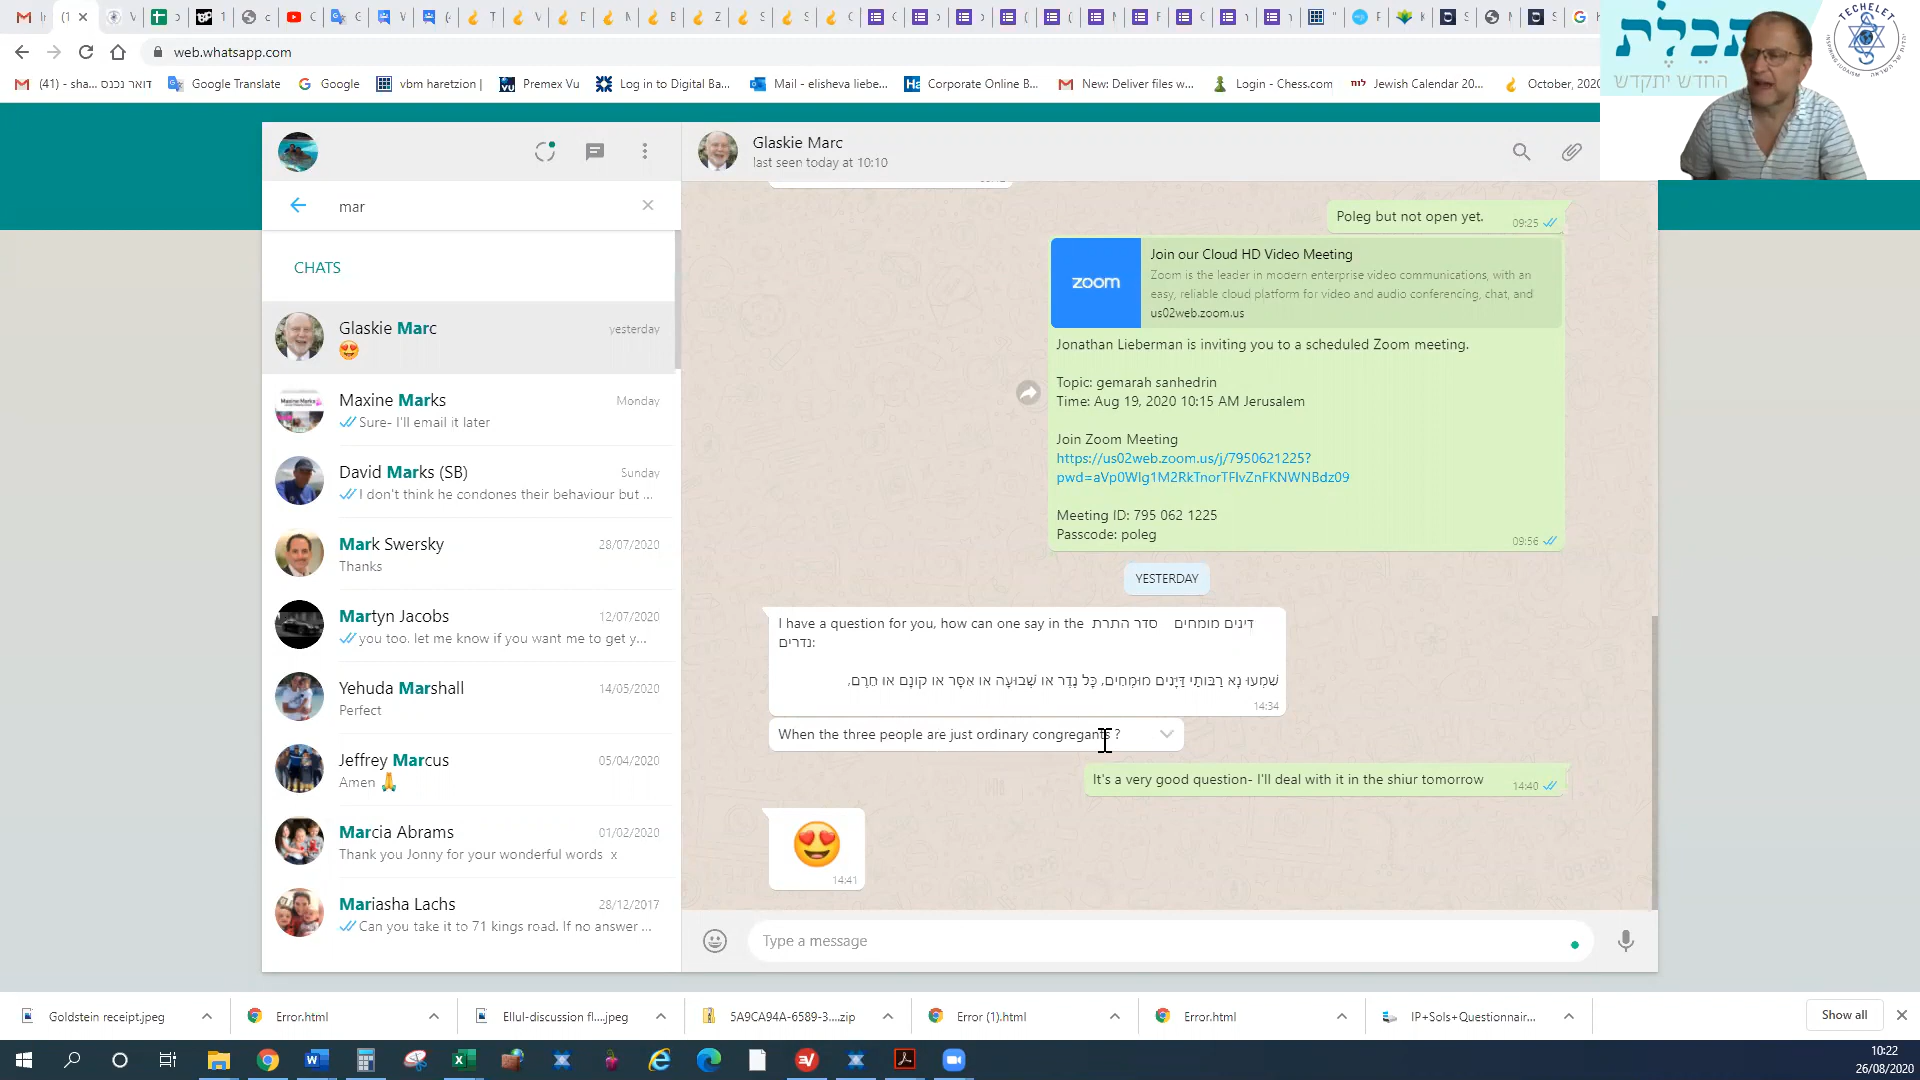 web.whatsapp.com
(41) - sha... דואר נכנס
Google Translate
Google
vbm haretzion |
Premex Vu
Log in to Digital Ba...
Mail - elisheva liebe...
Corporate Online B...
New: Deliver files w...
Login - Chess.com
Jewish Calendar 20...
October, 2020
תכלת
החדש יתקדש
TECHELET
INSPIRING JUDAISM
mar
CHATS
Glaskie Marc
yesterday
Maxine Marks
Monday
Sure- I'll email it later
David Marks (SB)
Sunday
I don't think he condones their behaviour but ...
Mark Swersky
28/07/2020
Thanks
Martyn Jacobs
12/07/2020
you too. let me know if you want me to get y...
Yehuda Marshall
14/05/2020
Perfect
Jeffrey Marcus
05/04/2020
Amen 🙏
Marcia Abrams
01/02/2020
Thank you Jonny for your wonderful words x
Mariasha Lachs
28/12/2017
Can you take it to 71 kings road. If no answer ...
Glaskie Marc
last seen today at 10:10
Poleg but not open yet.
09:25
zoom
Join our Cloud HD Video Meeting
Zoom is the leader in modern enterprise video communications, with an
easy, reliable cloud platform for video and audio conferencing, chat, and
us02web.zoom.us
Jonathan Lieberman is inviting you to a scheduled Zoom meeting.
Topic: gemarah sanhedrin
Time: Aug 19, 2020 10:15 AM Jerusalem
Join Zoom Meeting
https://us02web.zoom.us/j/7950621225?
pwd=aVp0Wlg1M2RkTnorTFIvZnFKNWNBdz09
Meeting ID: 795 062 1225
Passcode: poleg
09:56
YESTERDAY
I have a question for you, how can one say in the דינים מומחים סדר התרת
נדרים:
שִׁמְעוּ נָא רַבּוֹתַי דַּיָּנִים מוּמְחִים, כָּל נֶדֶר אוֹ שְׁבוּעָה אוֹ אִסָּר אוֹ קוֹנָם אוֹ חֵרֶם,
14:34
When the three people are just ordinary congregants ?
It's a very good question- I'll deal with it in the shiur tomorrow
14:40
14:41
Type a message
Goldstein receipt.jpeg
Error.html
Ellul-discussion fl....jpeg
5A9CA94A-6589-3....zip
Error (1).html
Error.html
IP+Sols+Questionnair...
Show all
10:22
26/08/2020